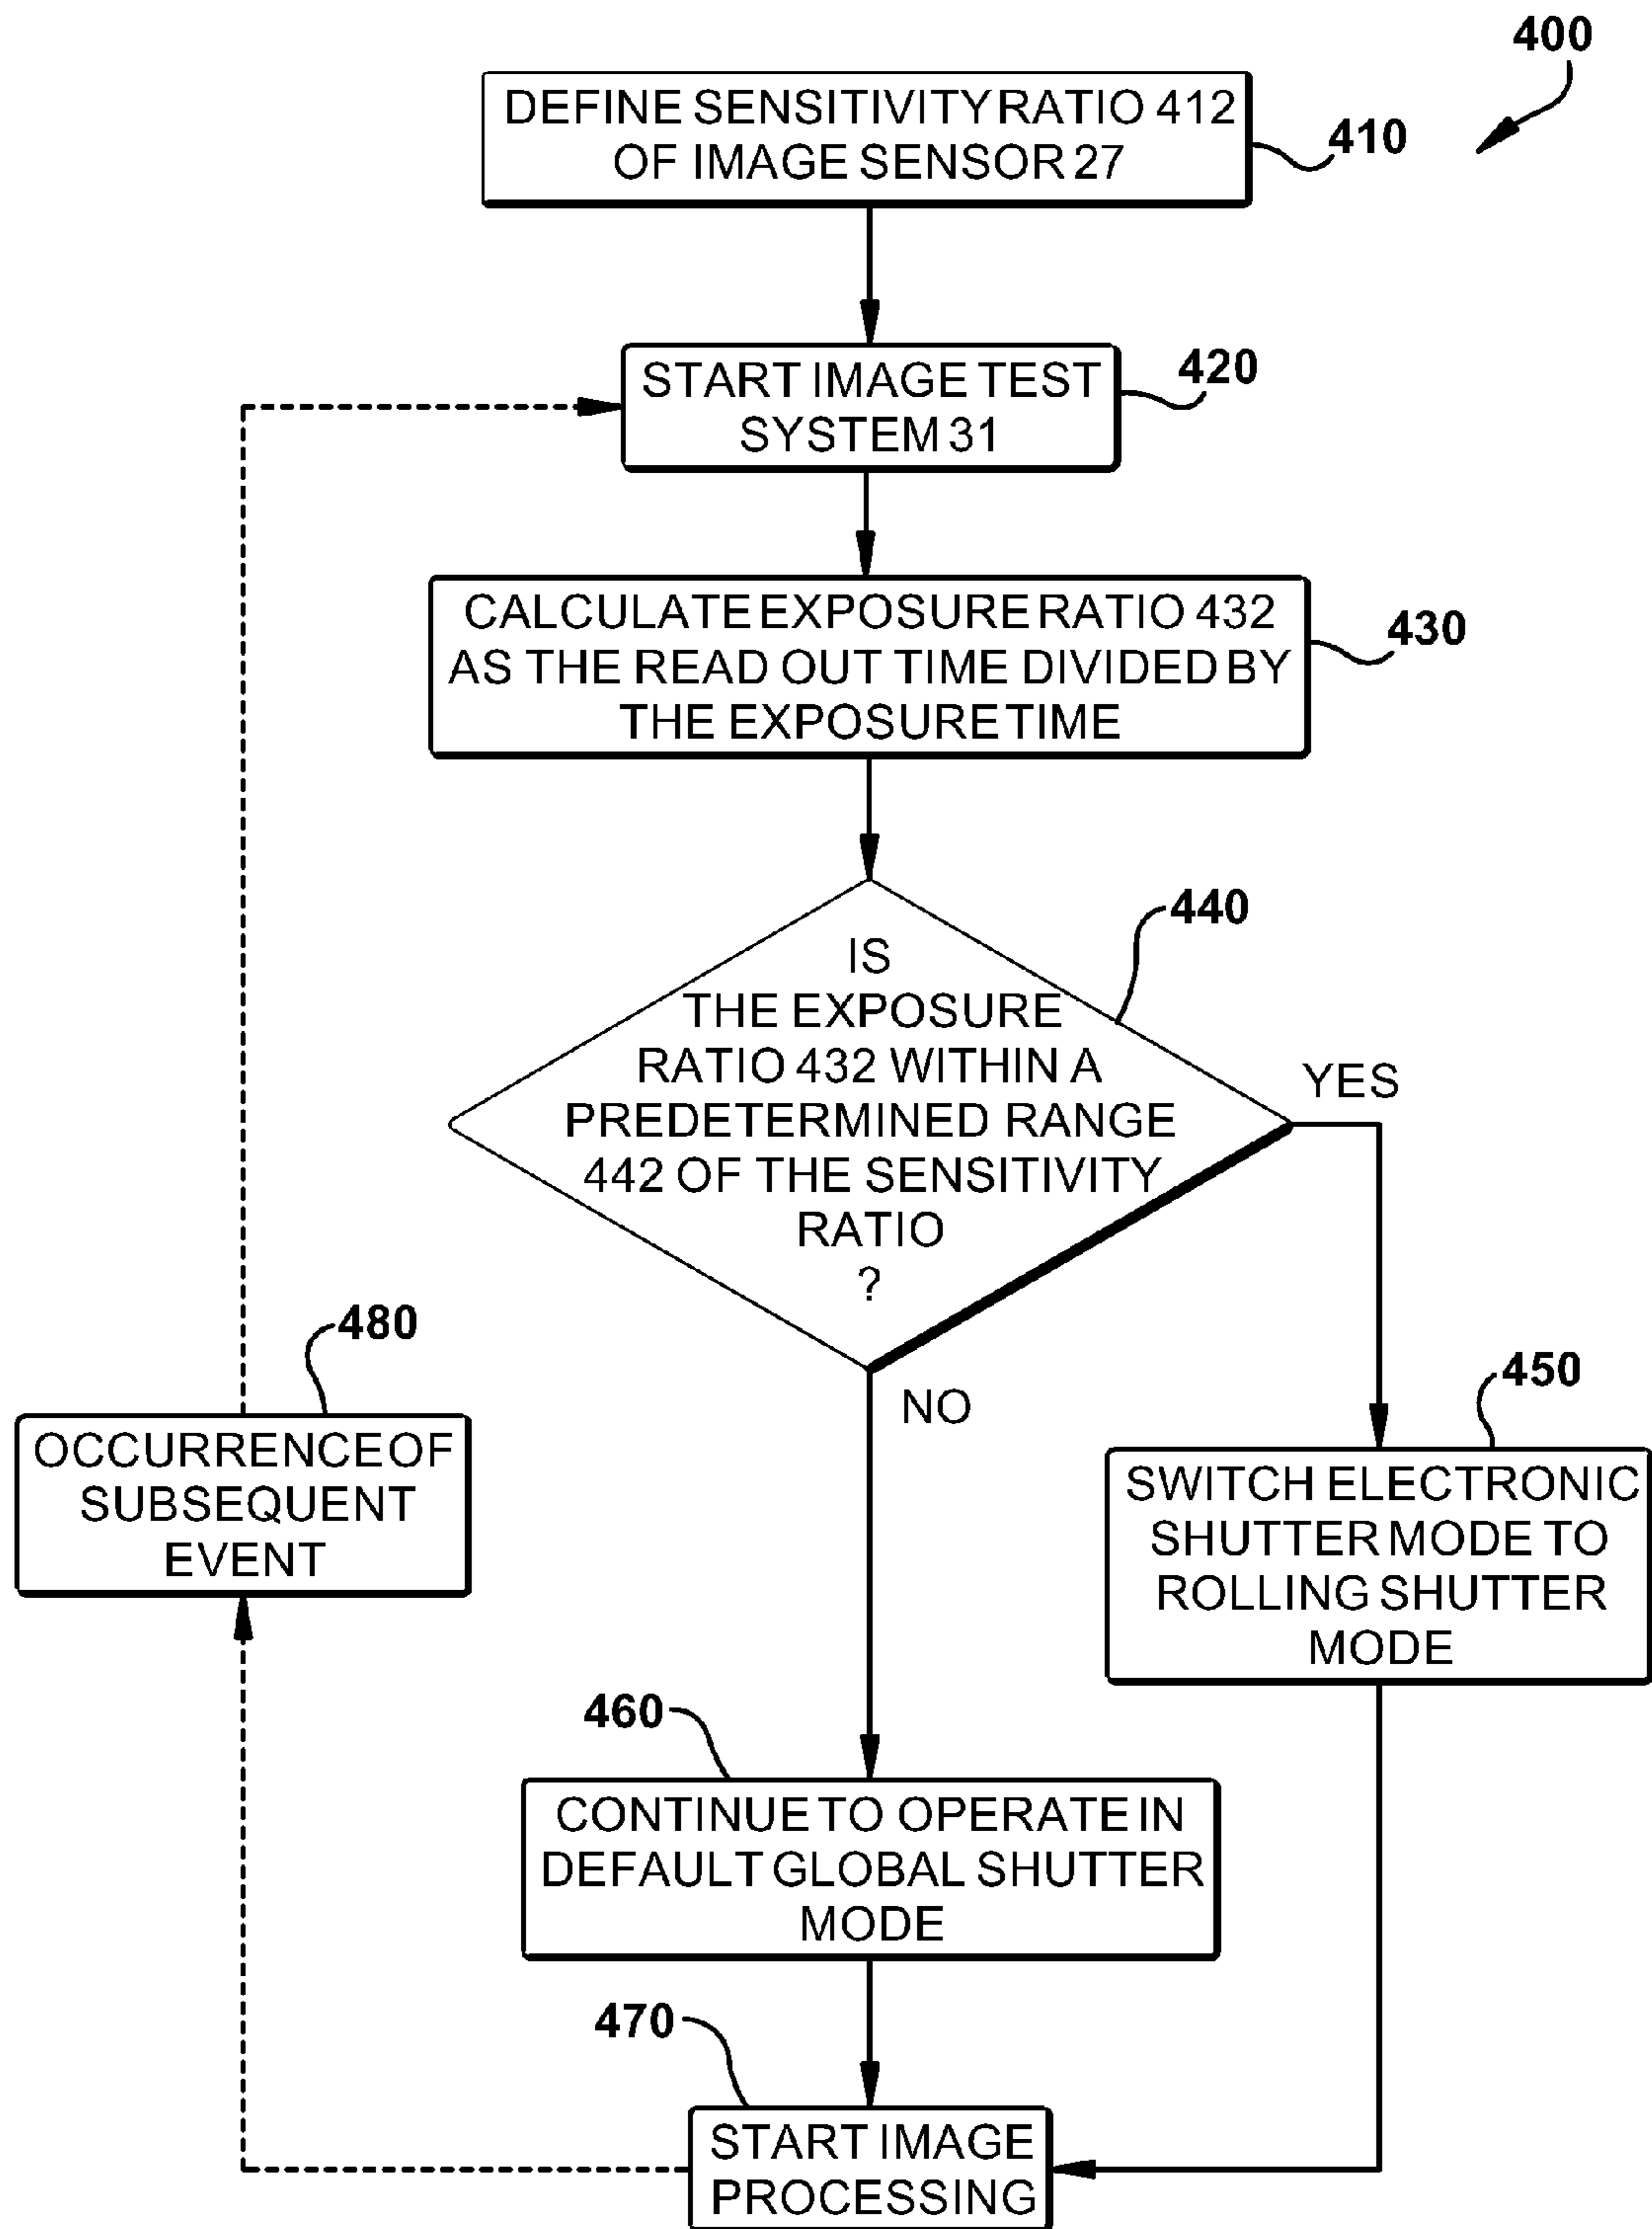 400
DEFINE SENSITIVITY RATIO 412
OF IMAGE SENSOR 27
410
START IMAGE TEST
SYSTEM 31
420
CALCULATE EXPOSURE RATIO 432
AS THE READ OUT TIME DIVIDED BY
THE EXPOSURE TIME
430
440
IS
THE EXPOSURE
RATIO 432 WITHIN A
PREDETERMINED RANGE
442 OF THE SENSITIVITY
RATIO
?
YES
NO
480
OCCURRENCE OF
SUBSEQUENT
EVENT
450
SWITCH ELECTRONIC
SHUTTER MODE TO
ROLLING SHUTTER
MODE
460
CONTINUE TO OPERATE IN
DEFAULT GLOBAL SHUTTER
MODE
470
START IMAGE
PROCESSING